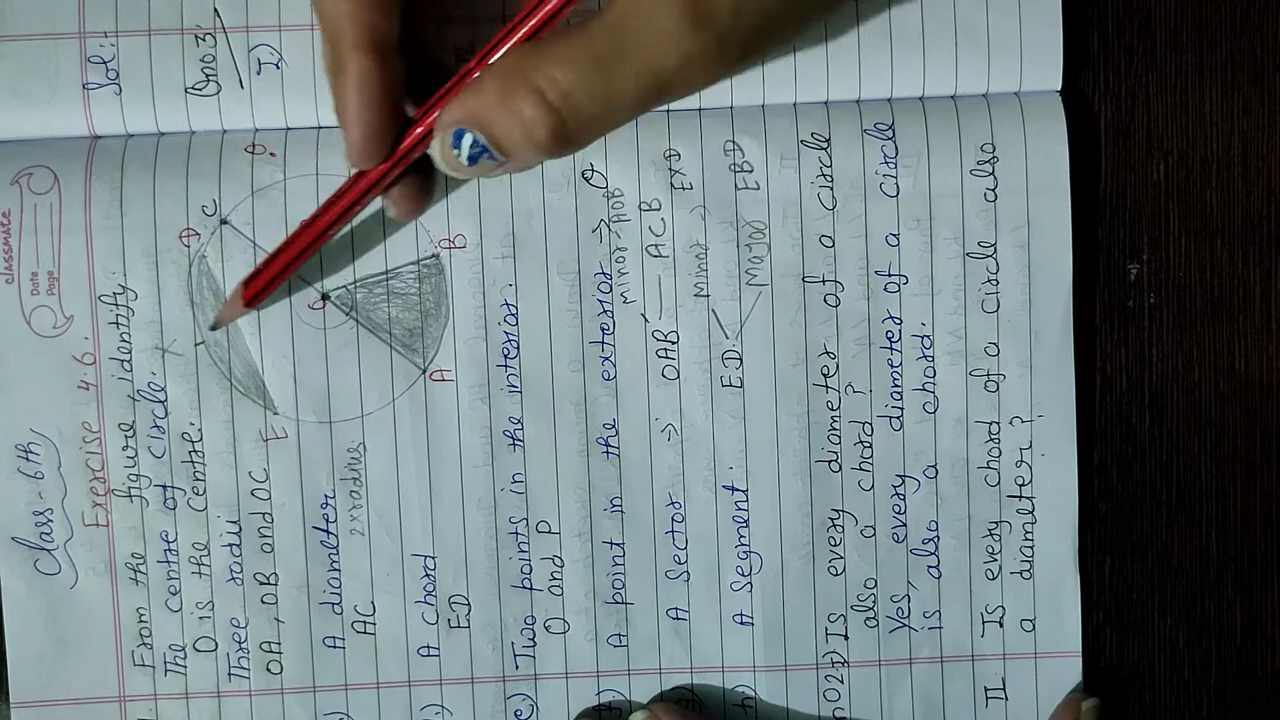 classmate
Date
Page
Class - 6th
Exercise 4.6.
From the figure, identify.
The centre of circle.
O is the centre.
Three radii
OA, OB and OC
A diameter
2×radius
AC
A chord
ED
e) Two points in the interior.
O and P
A point in the exterior → Q
A Sector ⇒ OAB
Minor - AOB
ACB
h) A segment. ED.
Minor → EXD
Major EBD
D
C
Q
O
B
A
E
X
no2 I) Is every diameter of a circle
also a chord?
Yes, every diameter of a circle
is also a chord.
II Is every chord of a circle also
a diameter?
Sol:-
Qno3
I)